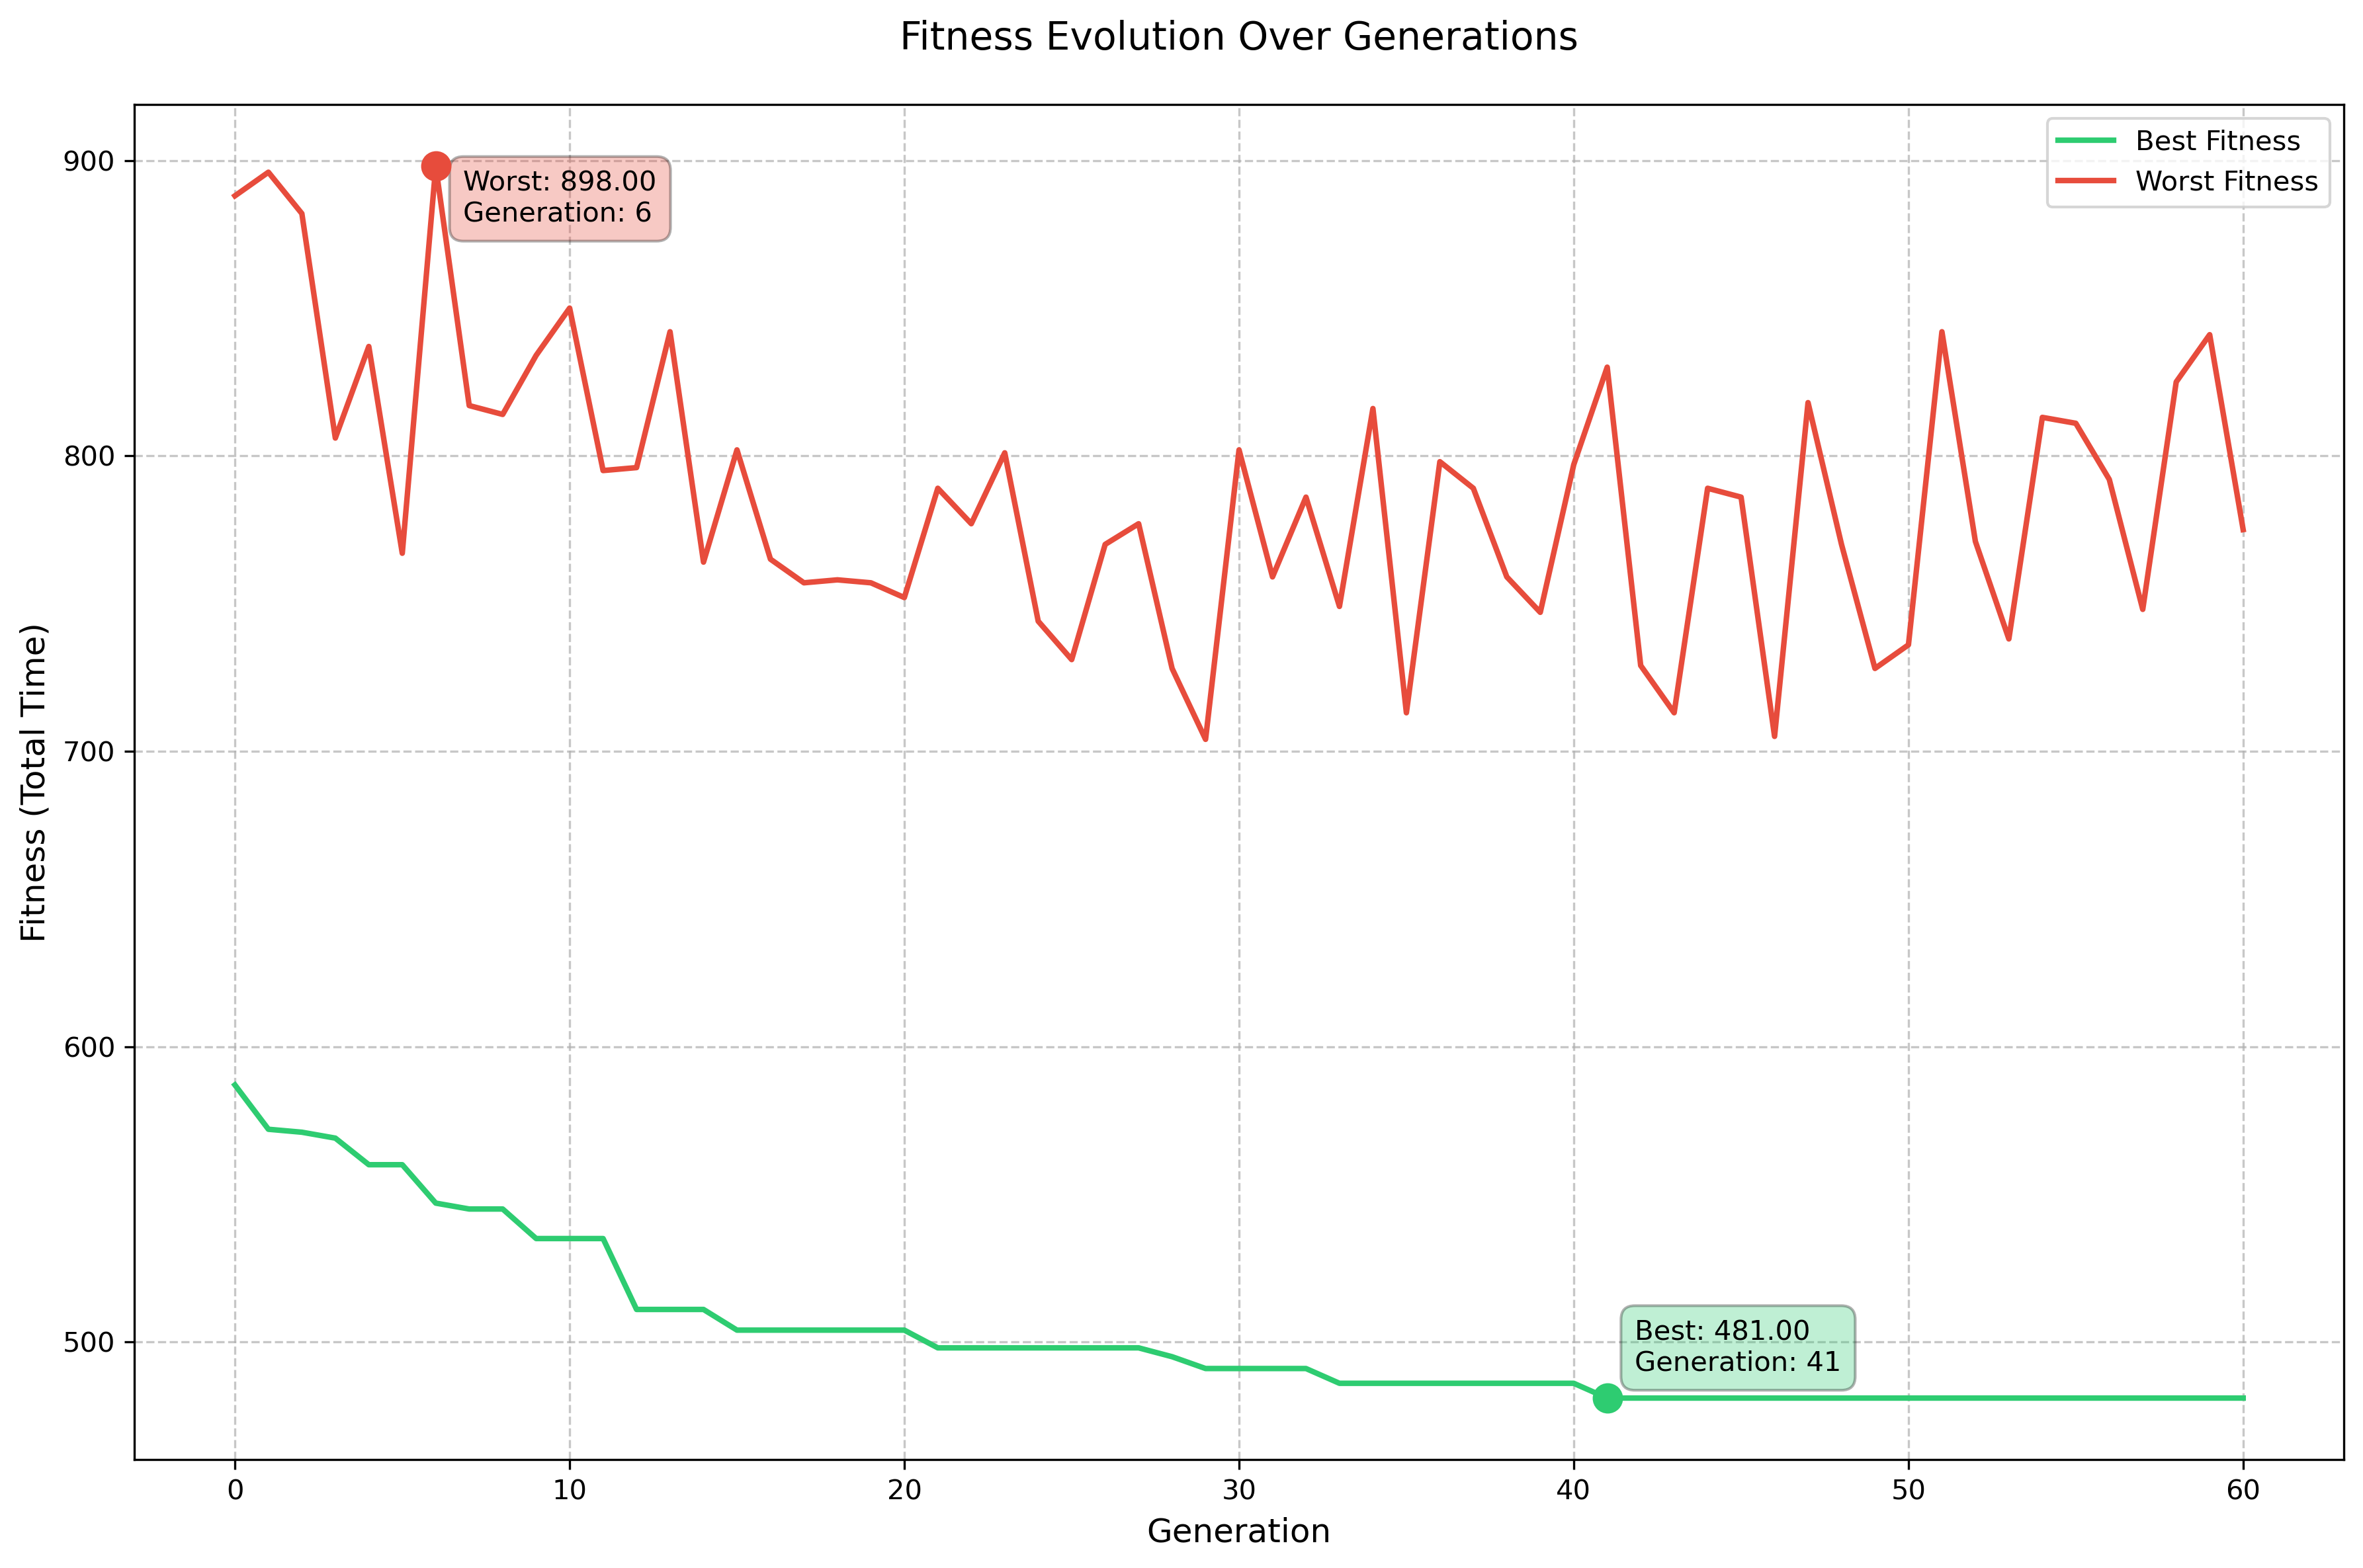 Fitness Evolution Over Generations
Best Fitness
Worst Fitness
Worst: 898.00
Generation: 6
Best: 481.00
Generation: 41
Fitness (Total Time)
900
800
700
600
500
0 10 20 30 40 50 60
Generation